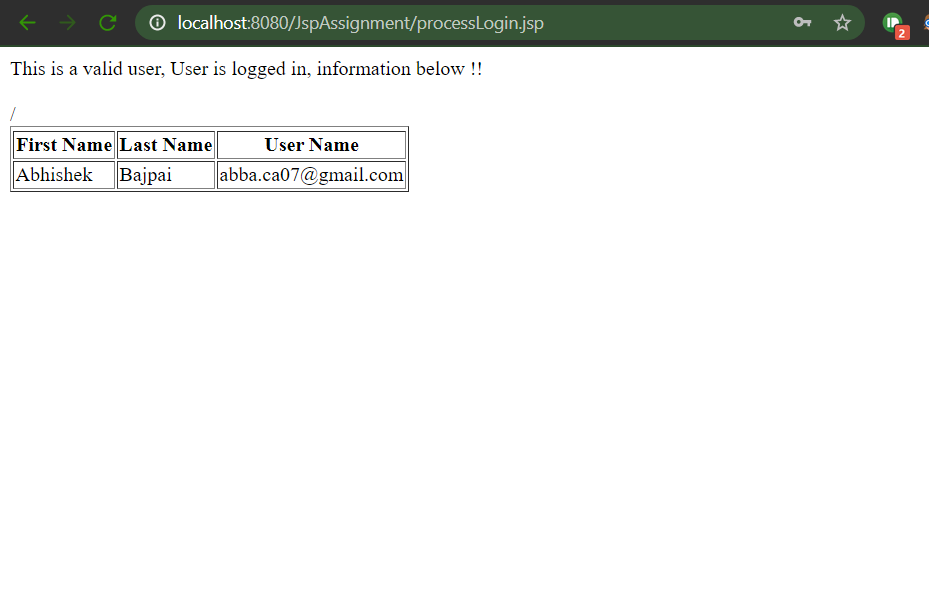 localhost:8080/JspAssignment/processLogin.jsp
2
This is a valid user, User is logged in, information below !!
/
First Name Last Name User Name
Abhishek Bajpai abba.ca07@gmail.com